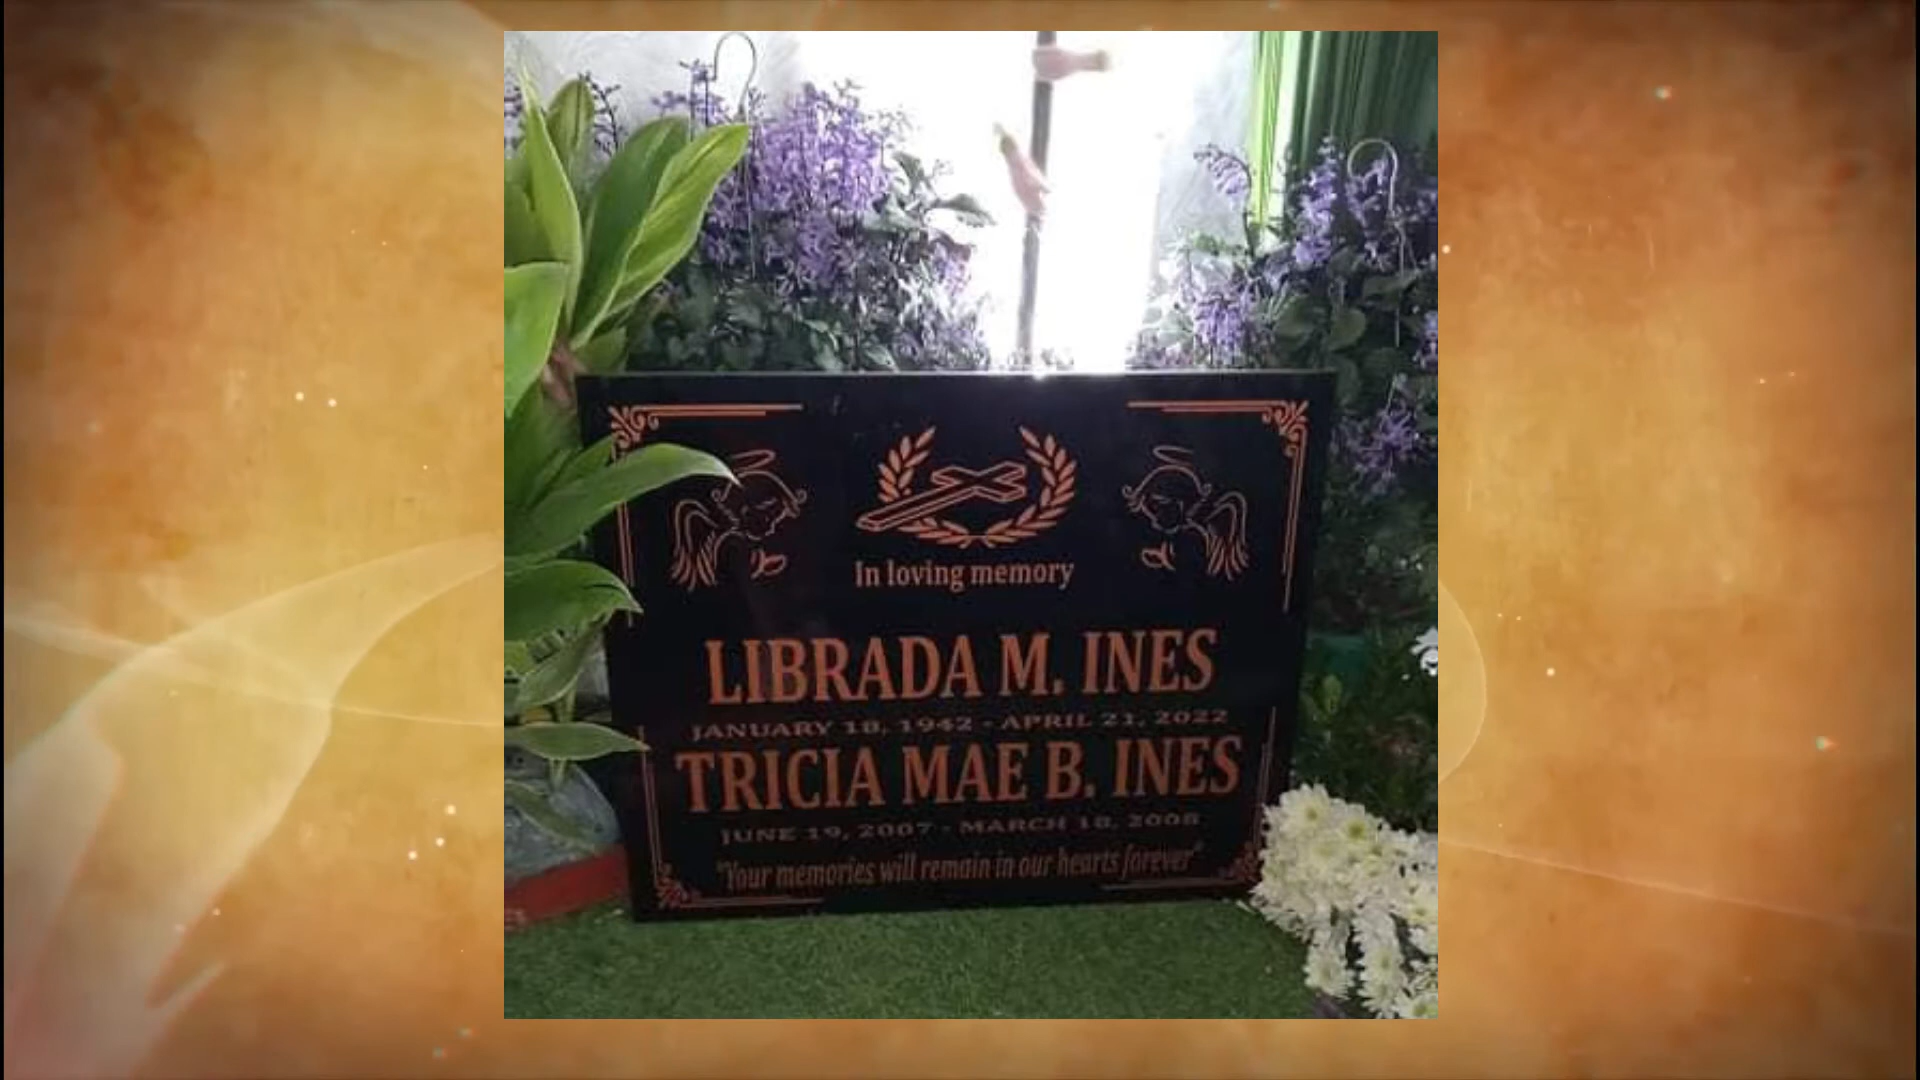 In loving memory
LIBRADA M. INES
JANUARY 18, 1942 - APRIL 21, 2022
TRICIA MAE B. INES
JUNE 19, 2007 - MARCH 18, 2008
"Your memories will remain in our hearts forever"